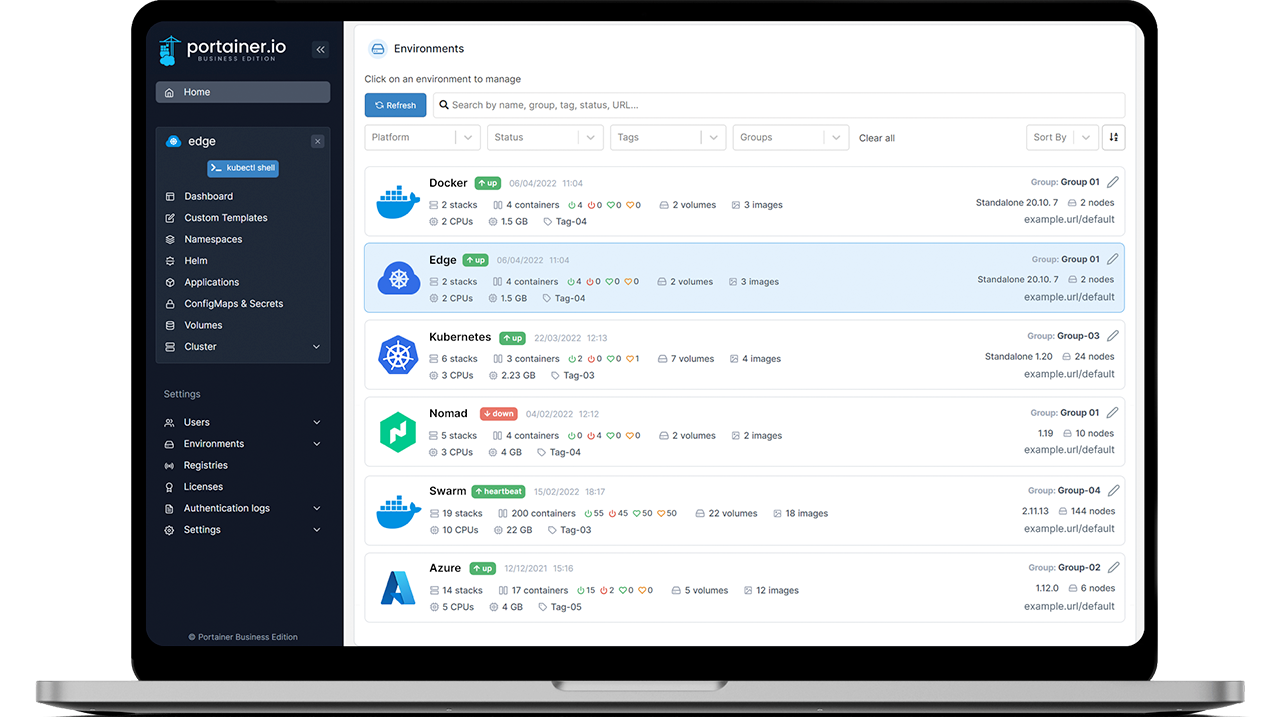 portainer.io
BUSINESS EDITION
Home
edge
kubectl shell
Dashboard
Custom Templates
Namespaces
Helm
Applications
ConfigMaps & Secrets
Volumes
Cluster
Settings
Users
Environments
Registries
Licenses
Authentication logs
Settings
© Portainer Business Edition
Environments
Click on an environment to manage
Refresh Search by name, group, tag, status, URL...
Platform Status Tags Groups Clear all Sort By
Docker up 06/04/2022 11:04 Group: Group 01
2 stacks 4 containers 4 0 0 0 2 volumes 3 images Standalone 20.10. 7 2 nodes
2 CPUs 1.5 GB Tag-04 example.url/default
Edge up 06/04/2022 11:04 Group: Group 01
2 stacks 4 containers 4 0 0 0 2 volumes 3 images Standalone 20.10. 7 2 nodes
2 CPUs 1.5 GB Tag-04 example.url/default
Kubernetes up 22/03/2022 12:13 Group: Group-03
6 stacks 3 containers 2 0 0 1 7 volumes 4 images Standalone 1.20 24 nodes
3 CPUs 2.23 GB Tag-03 example.url/default
Nomad down 04/02/2022 12:12 Group: Group 01
5 stacks 4 containers 0 4 0 0 2 volumes 2 images 1.19 10 nodes
3 CPUs 4 GB Tag-04 example.url/default
Swarm heartbeat 15/02/2022 18:17 Group: Group-04
19 stacks 200 containers 55 45 50 50 22 volumes 18 images 2.11.13 144 nodes
10 CPUs 22 GB Tag-03 example.url/default
Azure up 12/12/2021 15:16 Group: Group-02
14 stacks 17 containers 15 2 0 0 5 volumes 12 images 1.12.0 6 nodes
5 CPUs 4 GB Tag-05 example.url/default